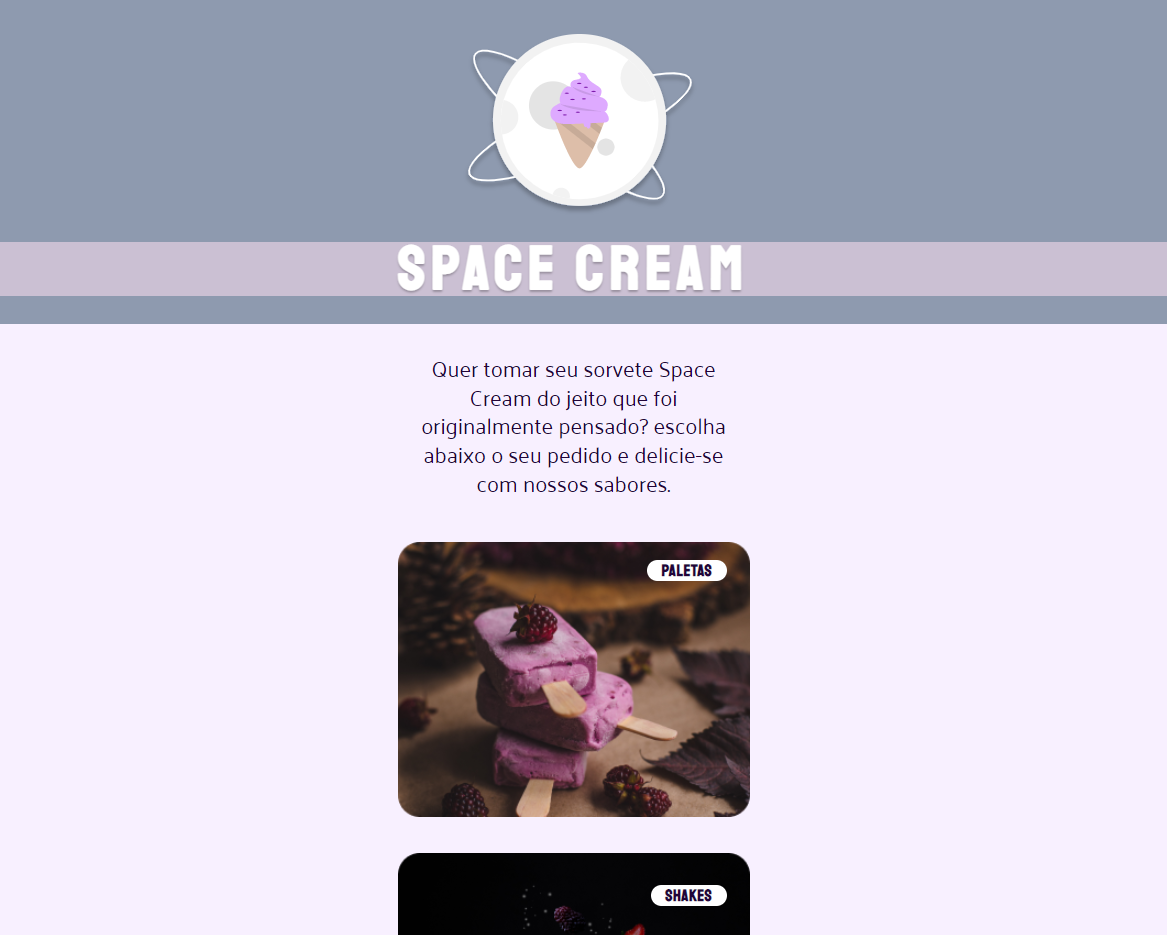 SPACE CREAM
Quer tomar seu sorvete Space
Cream do jeito que foi
originalmente pensado? escolha
abaixo o seu pedido e delicie-se
com nossos sabores.
PALETAS
SHAKES